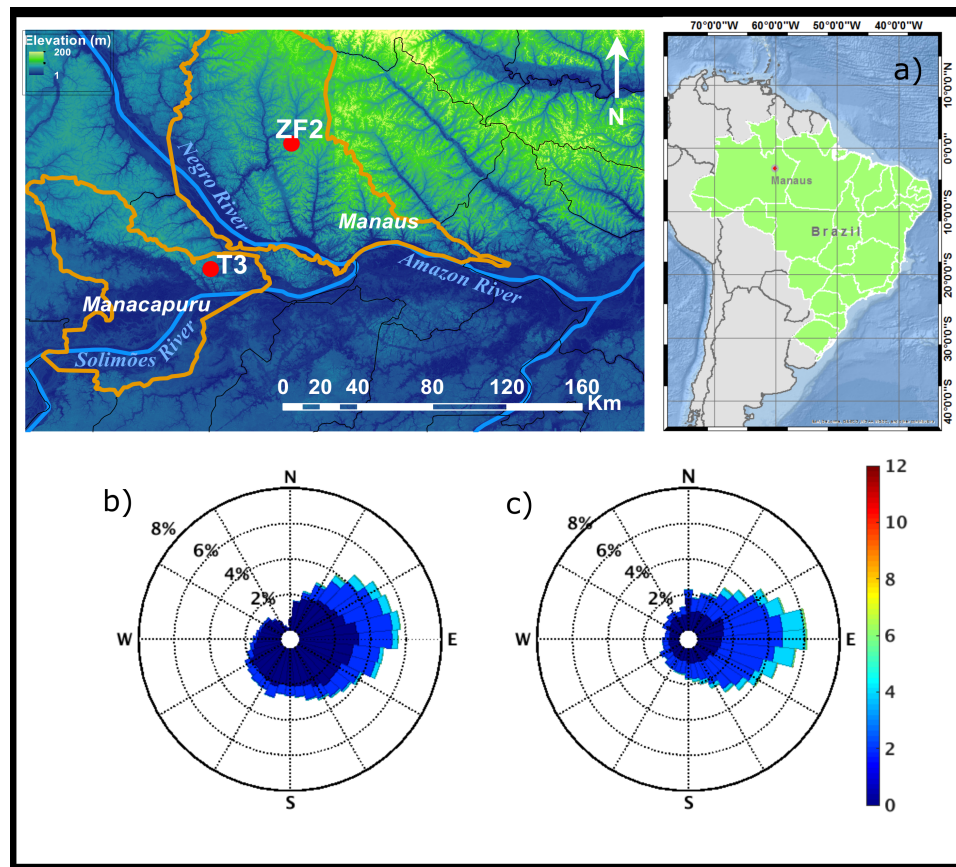 Elevation (m)
200
1
N
ZF2
Negro River
Manaus
T3
Amazon River
Manacapuru
Solimões River
0 20 40 80 120 160
Km
70°0'0"W 60°0'0"W 50°0'0"W 40°0'0"W
a)
10°0'0"N
0°0'0"
10°0'0"S
20°0'0"S
30°0'0"S
40°0'0"S
Manaus
Brazil
b)
N
8%
6%
4%
2%
W
E
S
c)
N
8%
6%
4%
2%
W
E
S
12
10
8
6
4
2
0